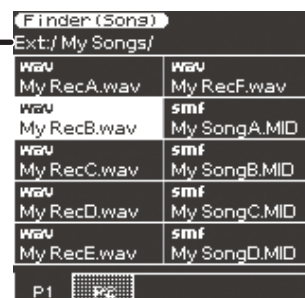 Finder (Song)
Ext:/ My Songs/
wav wav
My RecA.wav My RecF.wav
wav smf
My RecB.wav My SongA.MID
wav smf
My RecC.wav My SongB.MID
wav smf
My RecD.wav My SongC.MID
wav smf
My RecE.wav My SongD.MID
P1